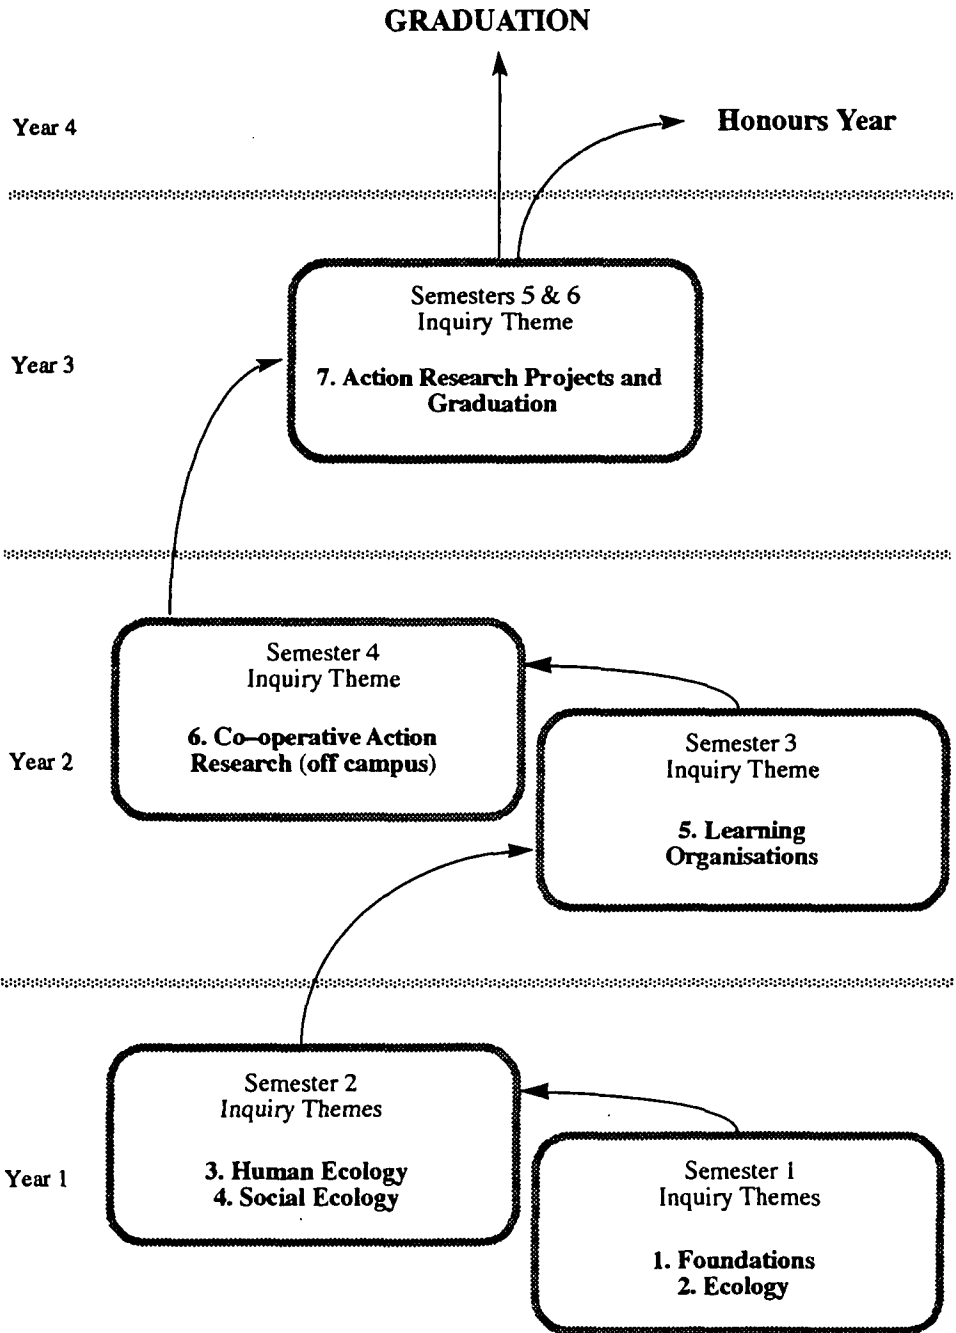 GRADUATION
Year 4
Honours Year
Semesters 5 & 6
Inquiry Theme
Year 3
7. Action Research Projects and
Graduation
Semester 4
Inquiry Theme
6. Co-operative Action
Research (off campus)
Year 2
Semester 3
Inquiry Theme
5. Learning
Organisations
Semester 2
Inquiry Themes
3. Human Ecology
4. Social Ecology
Year 1
Semester 1
Inquiry Themes
1. Foundations
2. Ecology